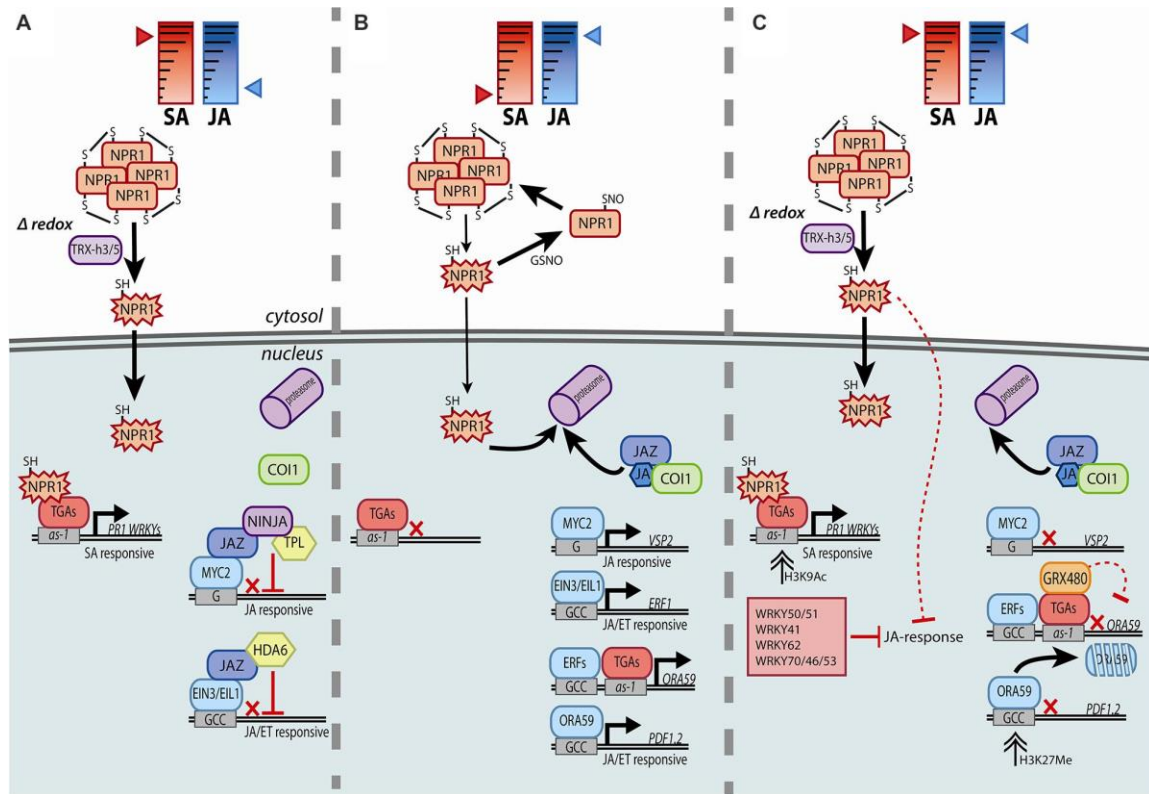 A
SA JA
S S
S S
NPR1
NPR1 NPR1
NPR1
S S
S S
Δ redox
TRX-h3/5
SH
NPR1
cytosol
nucleus
SH
NPR1
proteasome
COI1
SH
NPR1
TGAs
as-1
PR1 WRKYs
SA responsive
NINJA
JAZ
TPL
MYC2
G
JA responsive
HDA6
JAZ
EIN3/EIL1
GCC
JA/ET responsive
B
SA JA
S S
S S
NPR1
NPR1 NPR1
NPR1
S S
S S
SNO
NPR1
SH
NPR1
GSNO
SH
NPR1
proteasome
JAZ
JA
COI1
TGAs
as-1
MYC2
G
VSP2
JA responsive
EIN3/EIL1
GCC
ERF1
JA/ET responsive
ERFs
TGAs
GCC
as-1
ORA59
ORA59
GCC
PDF1,2
JA/ET responsive
C
SA JA
S S
S S
NPR1
NPR1 NPR1
NPR1
S S
S S
Δ redox
TRX-h3/5
SH
NPR1
SH
NPR1
proteasome
JAZ
JA
COI1
SH
NPR1
TGAs
as-1
PR1 WRKYs
SA responsive
H3K9Ac
WRKY50/51
WRKY41
WRKY62
WRKY70/46/53
JA-response
MYC2
G
VSP2
GRX480
ERFs
TGAs
GCC
as-1
ORA59
ORA59
ORA59
GCC
PDF1,2
H3K27Me